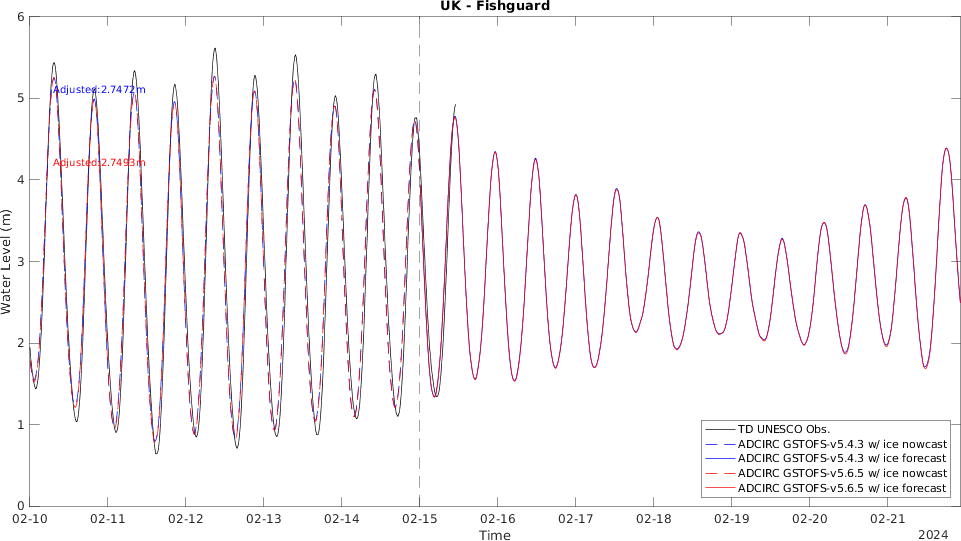 UK - Fishguard
6
5
4
3
2
1
0
Water Level (m)
Adjusted:2.7472m
Adjusted:2.7493m
TD UNESCO Obs.
ADCIRC GSTOFS-v5.4.3 w/ ice nowcast
ADCIRC GSTOFS-v5.4.3 w/ ice forecast
ADCIRC GSTOFS-v5.6.5 w/ ice nowcast
ADCIRC GSTOFS-v5.6.5 w/ ice forecast
02-10 02-11 02-12 02-13 02-14 02-15 02-16 02-17 02-18 02-19 02-20 02-21
Time
2024